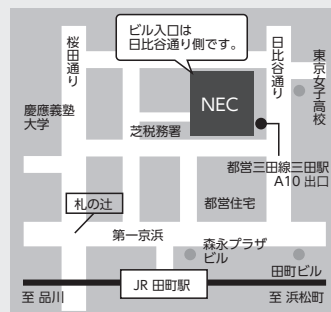 ビル入口は
日比谷通り側です。
桜田通り
日比谷通り
東京女子高校
NEC
慶應義塾
大学
芝税務署
都営三田線三田駅
A10 出口
札の辻
都営住宅
第一京浜
森永プラザ
ビル
田町ビル
JR 田町駅
至 品川
至 浜松町